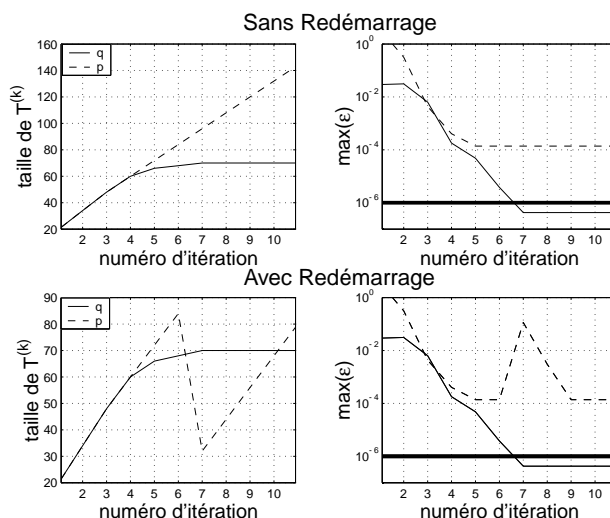 Sans Redémarrage
160
140
120
100
80
60
40
20
taille de T^(k)
q
p
2 3 4 5 6 7 8 9 10
numéro d'itération
10^0
10^-2
10^-4
10^-6
max(ε)
2 3 4 5 6 7 8 9 10
numéro d'itération
Avec Redémarrage
90
80
70
60
50
40
30
20
taille de T^(k)
q
p
2 3 4 5 6 7 8 9 10
numéro d'itération
10^0
10^-2
10^-4
10^-6
max(ε)
2 3 4 5 6 7 8 9 10
numéro d'itération